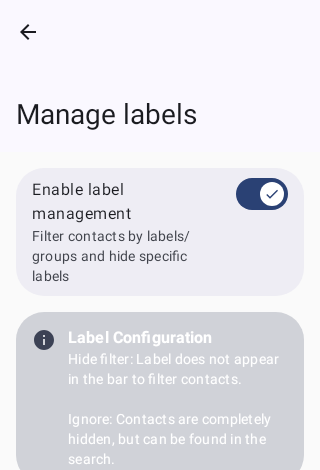 Manage labels
Enable label
management
Filter contacts by labels/
groups and hide specific
labels
Label Configuration
Hide filter: Label does not appear
in the bar to filter contacts.
Ignore: Contacts are completely
hidden, but can be found in the
search.